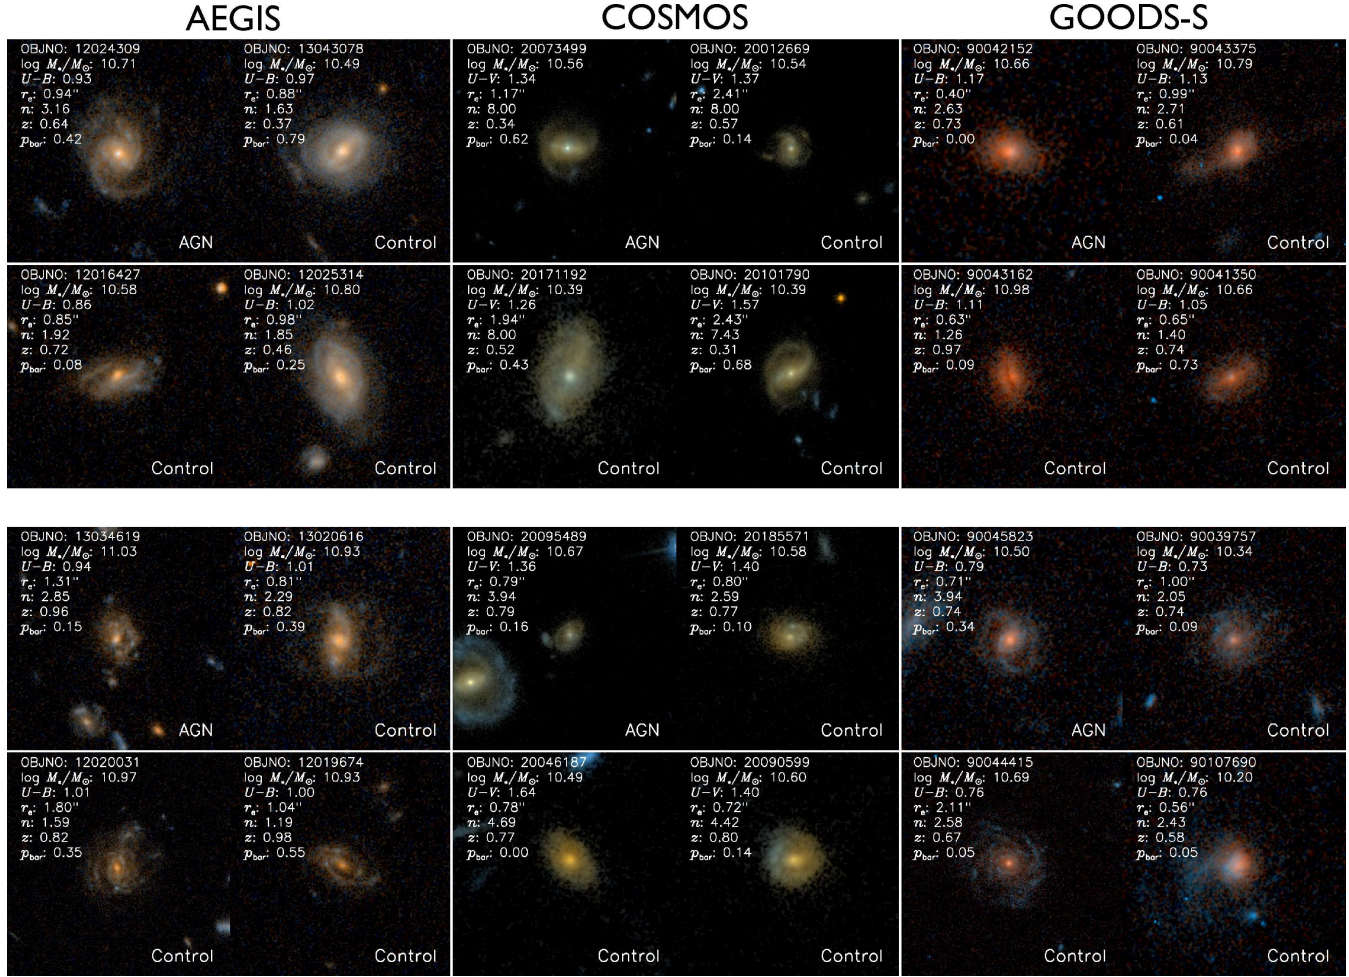 AEGIS
COSMOS
GOODS-S
OBJNO: 12024309
log M*/M⊙: 10.71
U-B: 0.93
re: 0.94"
n: 3.16
z: 0.64
pbar: 0.42
AGN
OBJNO: 13043078
log M*/M⊙: 10.49
U-B: 0.97
re: 0.88"
n: 1.63
z: 0.37
pbar: 0.79
Control
OBJNO: 20073499
log M*/M⊙: 10.56
U-V: 1.34
re: 1.17"
n: 8.00
z: 0.34
pbar: 0.62
AGN
OBJNO: 20012669
log M*/M⊙: 10.54
U-V: 1.37
re: 2.41"
n: 8.00
z: 0.57
pbar: 0.14
Control
OBJNO: 90042152
log M*/M⊙: 10.66
U-B: 1.17
re: 0.40"
n: 2.63
z: 0.73
pbar: 0.00
AGN
OBJNO: 90043375
log M*/M⊙: 10.79
U-B: 1.13
re: 0.99"
n: 2.71
z: 0.61
pbar: 0.04
Control
OBJNO: 12016427
log M*/M⊙: 10.58
U-B: 0.86
re: 0.85"
n: 1.92
z: 0.72
pbar: 0.08
Control
OBJNO: 12025314
log M*/M⊙: 10.80
U-B: 1.02
re: 0.98"
n: 1.85
z: 0.46
pbar: 0.25
Control
OBJNO: 20171192
log M*/M⊙: 10.39
U-V: 1.26
re: 1.94"
n: 8.00
z: 0.52
pbar: 0.43
Control
OBJNO: 20101790
log M*/M⊙: 10.39
U-V: 1.57
re: 2.43"
n: 7.43
z: 0.31
pbar: 0.68
Control
OBJNO: 90043162
log M*/M⊙: 10.98
U-B: 1.11
re: 0.63"
n: 1.26
z: 0.97
pbar: 0.09
Control
OBJNO: 90041350
log M*/M⊙: 10.66
U-B: 1.05
re: 0.65"
n: 1.40
z: 0.74
pbar: 0.73
Control
OBJNO: 13034619
log M*/M⊙: 11.03
U-B: 0.94
re: 1.31"
n: 2.85
z: 0.96
pbar: 0.15
AGN
OBJNO: 13020616
log M*/M⊙: 10.93
U-B: 1.01
re: 0.81"
n: 2.29
z: 0.82
pbar: 0.39
Control
OBJNO: 20095489
log M*/M⊙: 10.67
U-V: 1.36
re: 0.79"
n: 3.94
z: 0.79
pbar: 0.16
AGN
OBJNO: 20185571
log M*/M⊙: 10.58
U-V: 1.40
re: 0.80"
n: 2.59
z: 0.77
pbar: 0.10
Control
OBJNO: 90045823
log M*/M⊙: 10.50
U-B: 0.79
re: 0.71"
n: 3.94
z: 0.74
pbar: 0.34
AGN
OBJNO: 90039757
log M*/M⊙: 10.34
U-B: 0.73
re: 1.00"
n: 2.05
z: 0.74
pbar: 0.09
Control
OBJNO: 12020031
log M*/M⊙: 10.97
U-B: 1.01
re: 1.80"
n: 1.59
z: 0.82
pbar: 0.35
Control
OBJNO: 12019674
log M*/M⊙: 10.93
U-B: 1.00
re: 1.04"
n: 1.19
z: 0.98
pbar: 0.55
Control
OBJNO: 20046187
log M*/M⊙: 10.49
U-V: 1.64
re: 0.78"
n: 4.69
z: 0.77
pbar: 0.00
Control
OBJNO: 20090599
log M*/M⊙: 10.60
U-V: 1.40
re: 0.72"
n: 4.42
z: 0.80
pbar: 0.14
Control
OBJNO: 90044415
log M*/M⊙: 10.69
U-B: 0.76
re: 2.11"
n: 2.58
z: 0.67
pbar: 0.05
Control
OBJNO: 90107690
log M*/M⊙: 10.20
U-B: 0.76
re: 0.56"
n: 2.43
z: 0.58
pbar: 0.05
Control